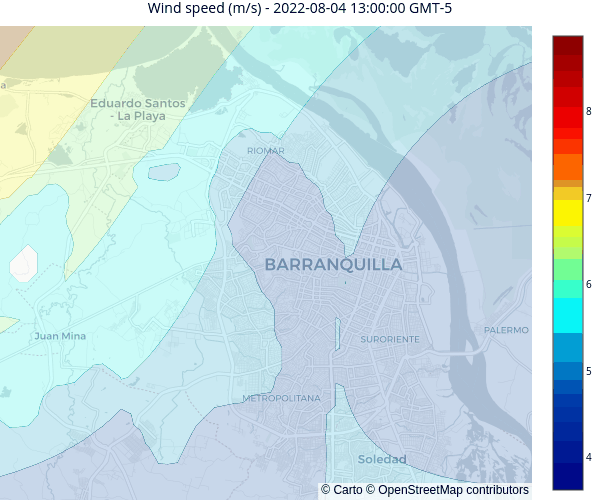 Wind speed (m/s) - 2022-08-04 13:00:00 GMT-5
a
Eduardo Santos
- La Playa
RIOMAR
BARRANQUILLA
Juan Mina
SURORIENTE
PALERMO
METROPOLITANA
Soledad
© Carto © OpenStreetMap contributors
8
7
6
5
4